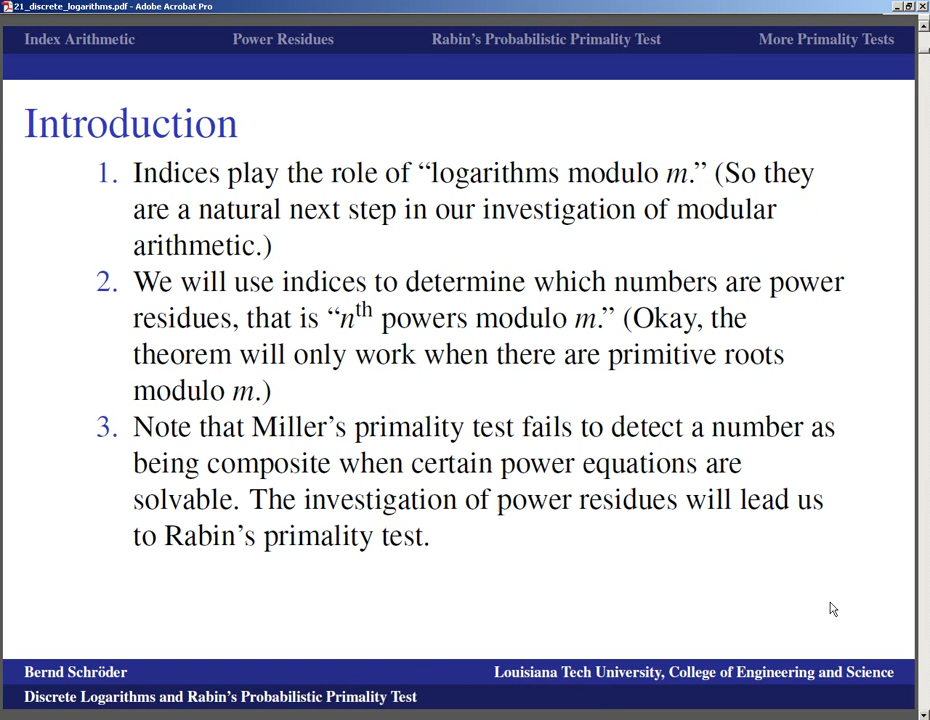 21_discrete_logarithms.pdf - Adobe Acrobat Pro
Index Arithmetic Power Residues Rabin's Probabilistic Primality Test More Primality Tests
Introduction
1. Indices play the role of “logarithms modulo m.” (So they
are a natural next step in our investigation of modular
arithmetic.)
2. We will use indices to determine which numbers are power
residues, that is “nth powers modulo m.” (Okay, the
theorem will only work when there are primitive roots
modulo m.)
3. Note that Miller’s primality test fails to detect a number as
being composite when certain power equations are
solvable. The investigation of power residues will lead us
to Rabin’s primality test.
Bernd Schröder Louisiana Tech University, College of Engineering and Science
Discrete Logarithms and Rabin’s Probabilistic Primality Test